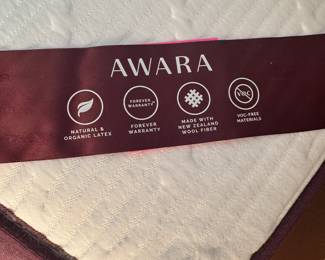 AWARA
FOREVER
WARRANTY
VOC
NATURAL &
ORGANIC LATEX
FOREVER
WARRANTY
MADE WITH
NEW ZEALAND
WOOL FIBER
VOC-FREE
MATERIALS